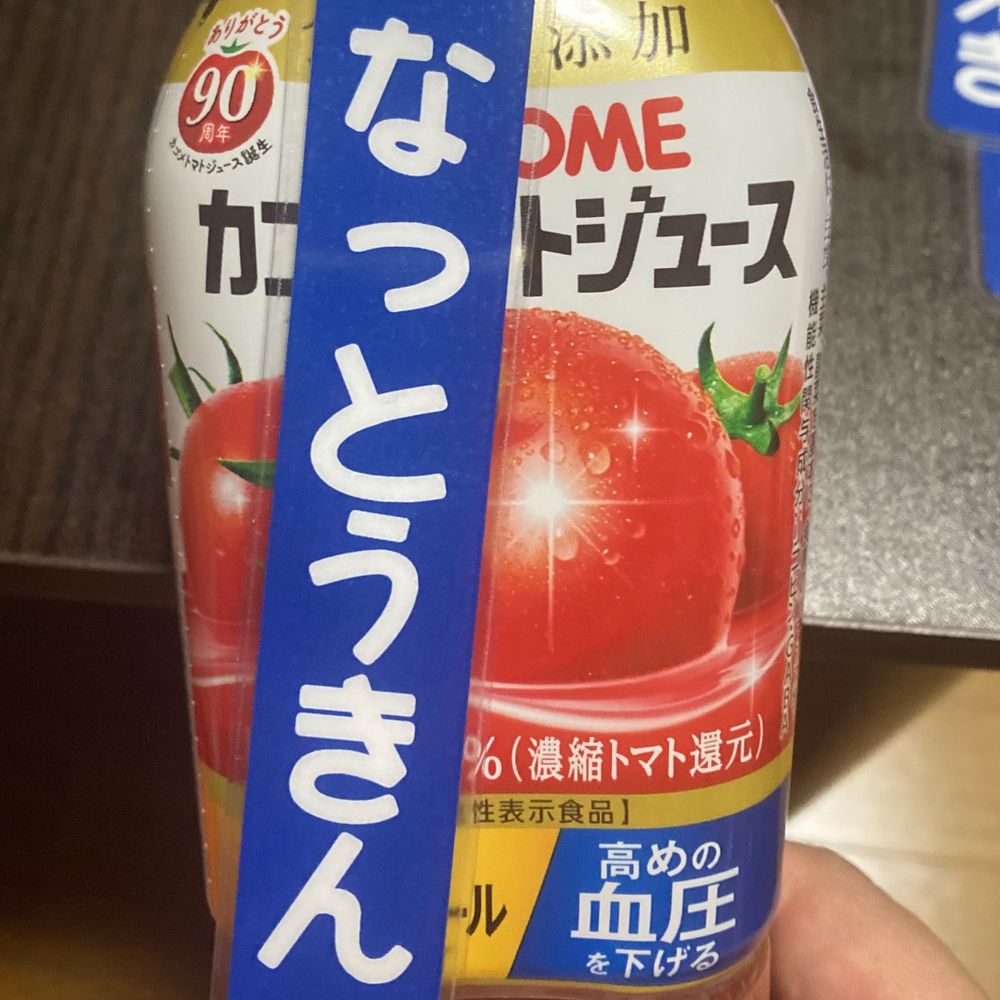 添加
ありがとう
90
周年
カゴメトマトジュース誕生
OME
カゴ
トジュース
なっとうきん
%（濃縮トマト還元）
性表示食品】
ール
高めの
血圧
を下げる